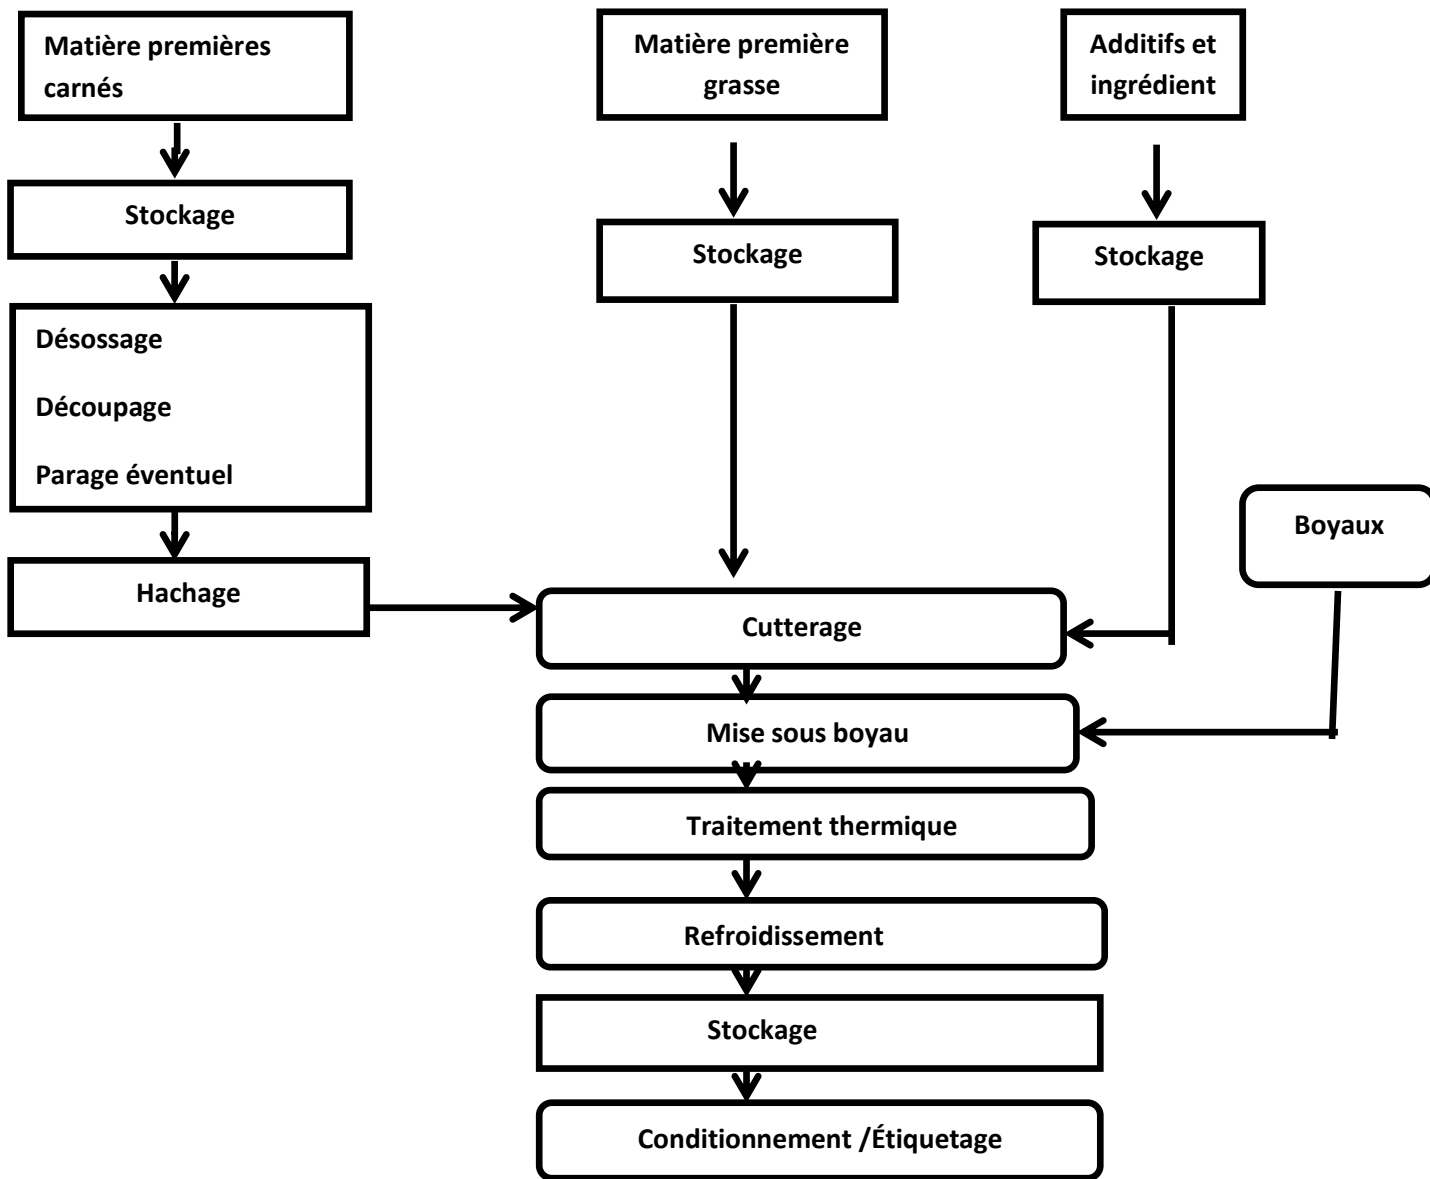 Matière premières
carnés
Matière première
grasse
Additifs et
ingrédient
Stockage
Stockage
Stockage
Désossage
Découpage
Parage éventuel
Boyaux
Hachage
Cutterage
Mise sous boyau
Traitement thermique
Refroidissement
Stockage
Conditionnement /Étiquetage